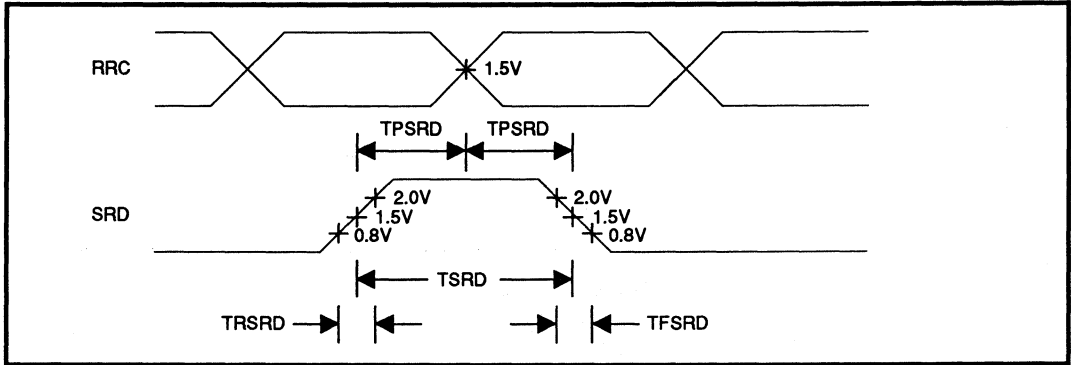 RRC
1.5V
TPSRD TPSRD
SRD
2.0V 2.0V
1.5V 1.5V
0.8V 0.8V
TSRD
TRSRD TFSRD